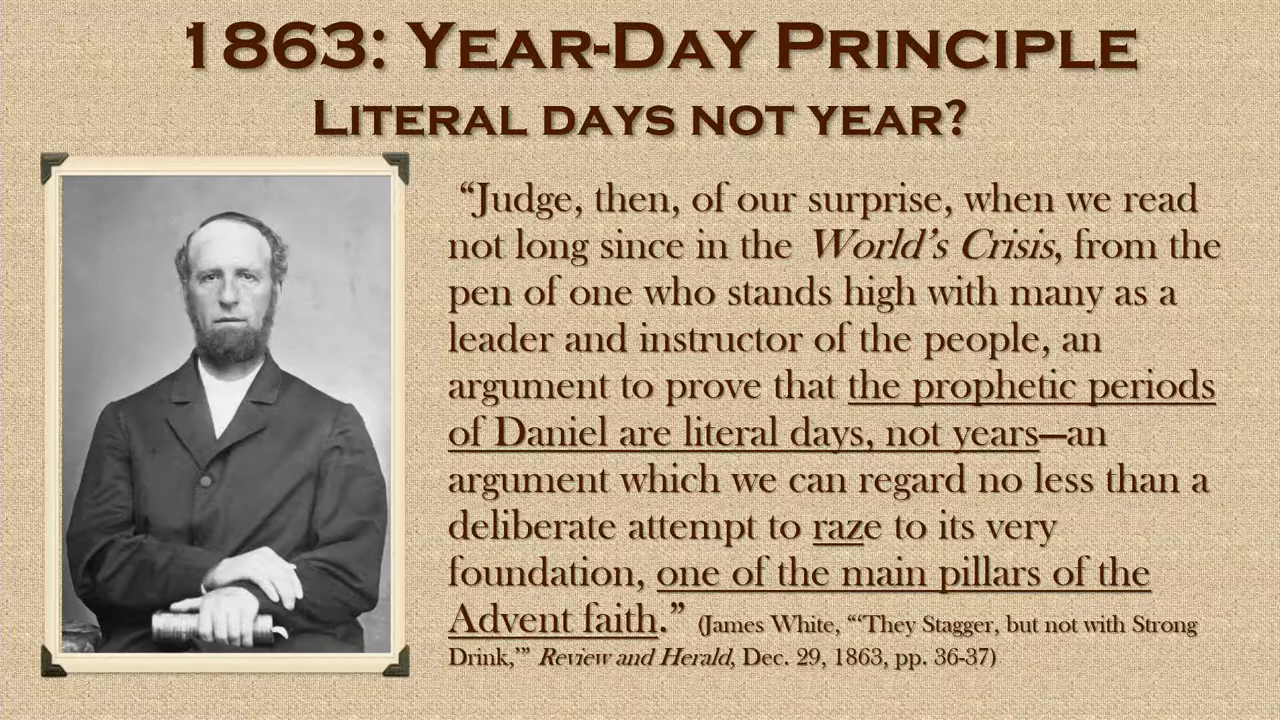 1863: YEAR-DAY PRINCIPLE
LITERAL DAYS NOT YEAR?
“Judge, then, of our surprise, when we read
not long since in the World’s Crisis, from the
pen of one who stands high with many as a
leader and instructor of the people, an
argument to prove that the prophetic periods
of Daniel are literal days, not years—an
argument which we can regard no less than a
deliberate attempt to raze to its very
foundation, one of the main pillars of the
Advent faith.” (James White, “‘They Stagger, but not with Strong
Drink,’” Review and Herald, Dec. 29, 1863, pp. 36-37)